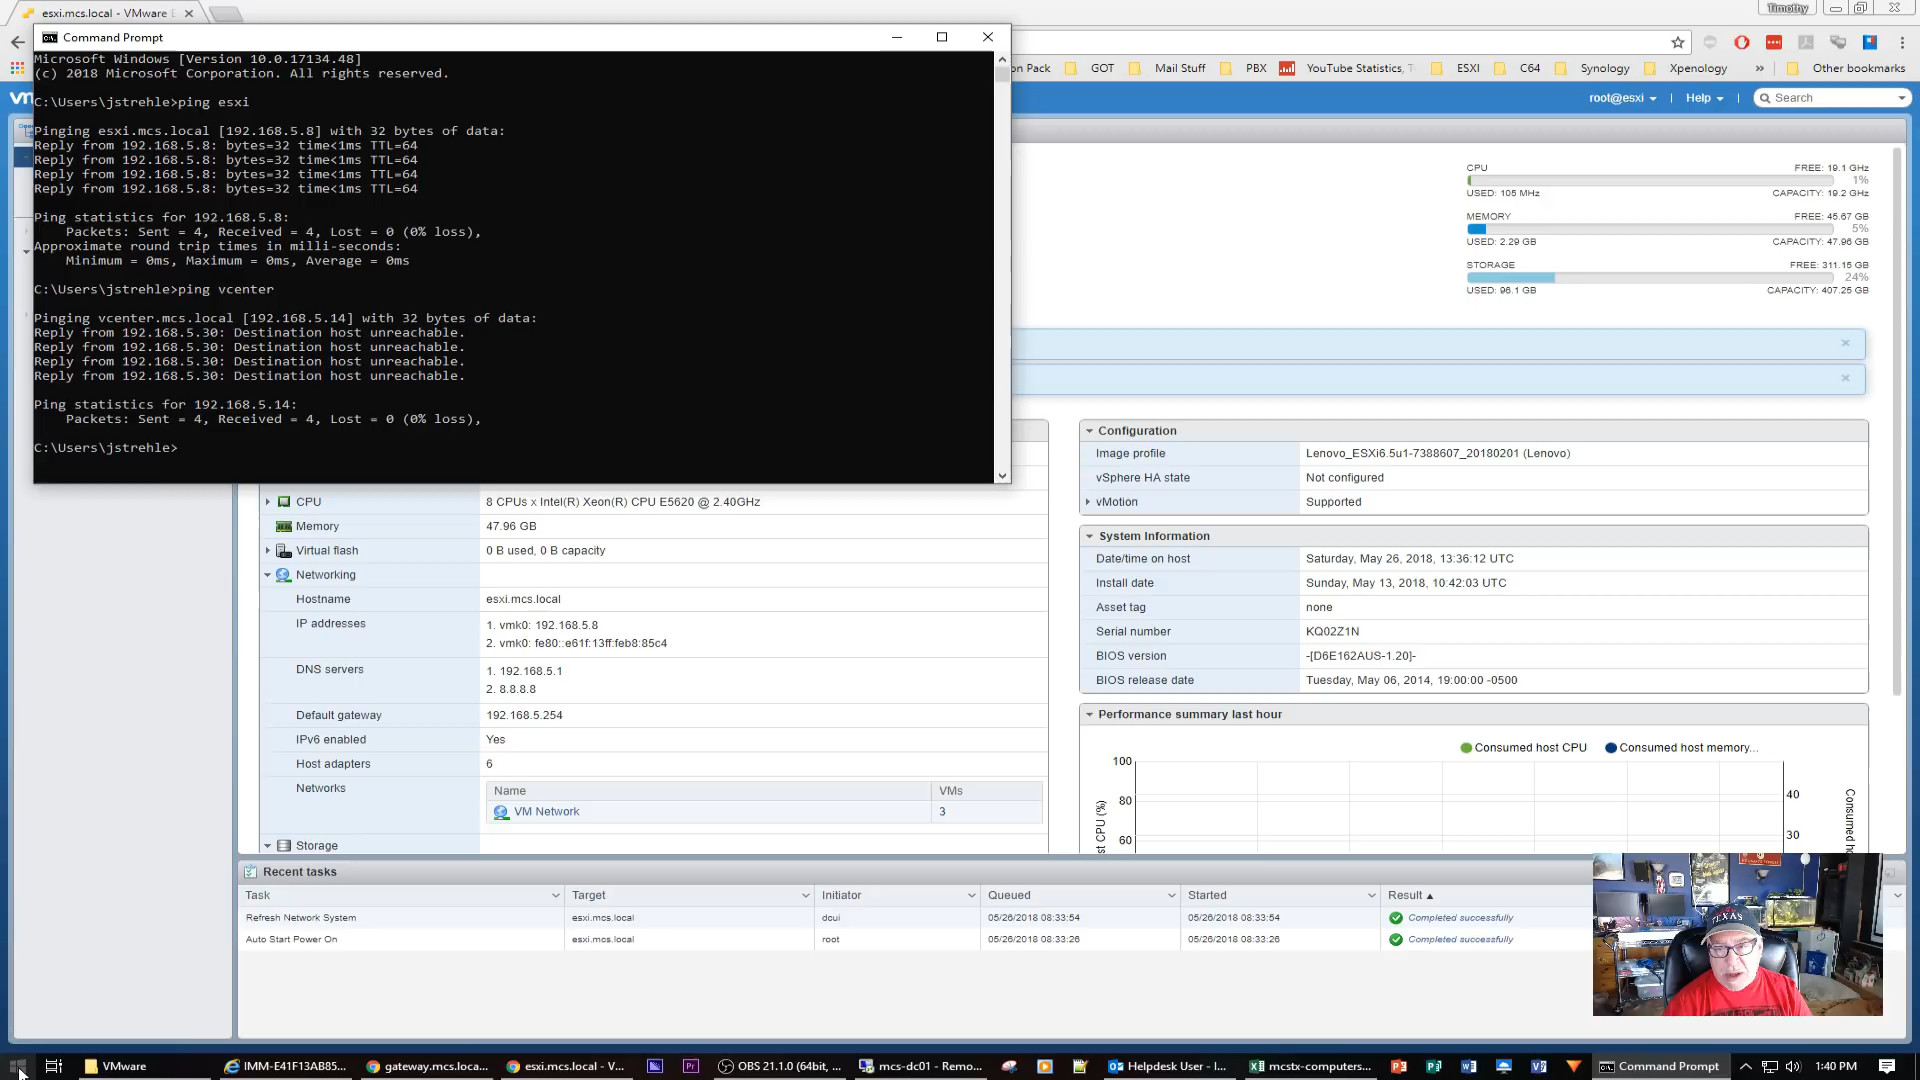 esxi.mcs.local - VMware E
Timothy
Command Prompt
Microsoft Windows [Version 10.0.17134.48]
(c) 2018 Microsoft Corporation. All rights reserved.
C:\Users\jstrehle>ping esxi
Pinging esxi.mcs.local [192.168.5.8] with 32 bytes of data:
Reply from 192.168.5.8: bytes=32 time<1ms TTL=64
Reply from 192.168.5.8: bytes=32 time<1ms TTL=64
Reply from 192.168.5.8: bytes=32 time<1ms TTL=64
Reply from 192.168.5.8: bytes=32 time<1ms TTL=64
Ping statistics for 192.168.5.8:
Packets: Sent = 4, Received = 4, Lost = 0 (0% loss),
Approximate round trip times in milli-seconds:
Minimum = 0ms, Maximum = 0ms, Average = 0ms
C:\Users\jstrehle>ping vcenter
Pinging vcenter.mcs.local [192.168.5.14] with 32 bytes of data:
Reply from 192.168.5.30: Destination host unreachable.
Reply from 192.168.5.30: Destination host unreachable.
Reply from 192.168.5.30: Destination host unreachable.
Reply from 192.168.5.30: Destination host unreachable.
Ping statistics for 192.168.5.14:
Packets: Sent = 4, Received = 4, Lost = 0 (0% loss),
C:\Users\jstrehle>
on Pack GOT Mail Stuff PBX YouTube Statistics, T ESXI C64 Synology Xpenology » Other bookmarks
vm root@esxi | Help | Search
CPU FREE: 19.1 GHz
1%
USED: 105 MHz CAPACITY: 19.2 GHz
MEMORY FREE: 45.67 GB
5%
USED: 2.29 GB CAPACITY: 47.96 GB
STORAGE FREE: 311.15 GB
24%
USED: 96.1 GB CAPACITY: 407.25 GB
CPU 8 CPUs x Intel(R) Xeon(R) CPU E5620 @ 2.40GHz
Memory 47.96 GB
Virtual flash 0 B used, 0 B capacity
Networking
Hostname esxi.mcs.local
IP addresses 1. vmk0: 192.168.5.8
2. vmk0: fe80::e61f:13ff:feb8:85c4
DNS servers 1. 192.168.5.1
2. 8.8.8.8
Default gateway 192.168.5.254
IPv6 enabled Yes
Host adapters 6
Networks Name VMs
VM Network 3
Storage
Configuration
Image profile Lenovo_ESXi6.5u1-7388607_20180201 (Lenovo)
vSphere HA state Not configured
vMotion Supported
System Information
Date/time on host Saturday, May 26, 2018, 13:36:12 UTC
Install date Sunday, May 13, 2018, 10:42:03 UTC
Asset tag none
Serial number KQ02Z1N
BIOS version -[D6E162AUS-1.20]-
BIOS release date Tuesday, May 06, 2014, 19:00:00 -0500
Performance summary last hour
Consumed host CPU Consumed host memory...
100
80 40
60 30
st CPU (%)
Consumed ho
Recent tasks
Task Target Initiator Queued Started Result
Refresh Network System esxi.mcs.local dcui 05/26/2018 08:33:54 05/26/2018 08:33:54 Completed successfully
Auto Start Power On esxi.mcs.local root 05/26/2018 08:33:26 05/26/2018 08:33:26 Completed successfully
TEXAS
VMware IMM-E41F13AB85... gateway.mcs.loca... esxi.mcs.local - V... Pr OBS 21.1.0 (64bit, ... mcs-dc01 - Remo... Helpdesk User - I... mcstx-computers... Command Prompt 1:40 PM